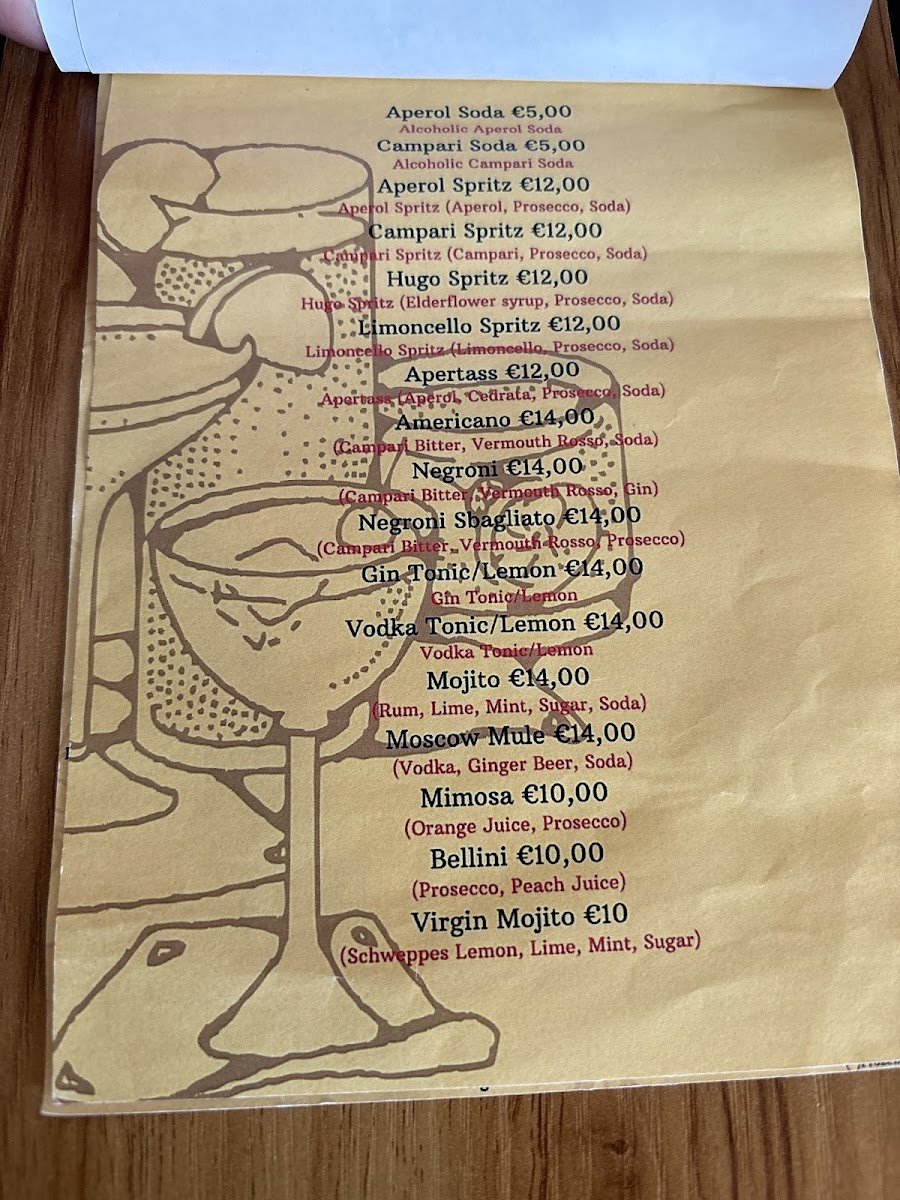 Aperol Soda €5,00
Alcoholic Aperol Soda
Campari Soda €5,00
Alcoholic Campari Soda
Aperol Spritz €12,00
Aperol Spritz (Aperol, Prosecco, Soda)
Campari Spritz €12,00
Campari Spritz (Campari, Prosecco, Soda)
Hugo Spritz €12,00
Hugo Spritz (Elderflower syrup, Prosecco, Soda)
Limoncello Spritz €12,00
Limoncello Spritz (Limoncello, Prosecco, Soda)
Apertass €12,00
Apertass (Aperol, Cedrata, Prosecco, Soda)
Americano €14,00
(Campari Bitter, Vermouth Rosso, Soda)
Negroni €14,00
(Campari Bitter, Vermouth Rosso, Gin)
Negroni Sbagliato €14,00
(Campari Bitter, Vermouth Rosso, Prosecco)
Gin Tonic/Lemon €14,00
Gin Tonic/Lemon
Vodka Tonic/Lemon €14,00
Vodka Tonic/Lemon
Mojito €14,00
(Rum, Lime, Mint, Sugar, Soda)
Moscow Mule €14,00
(Vodka, Ginger Beer, Soda)
Mimosa €10,00
(Orange Juice, Prosecco)
Bellini €10,00
(Prosecco, Peach Juice)
Virgin Mojito €10
(Schweppes Lemon, Lime, Mint, Sugar)